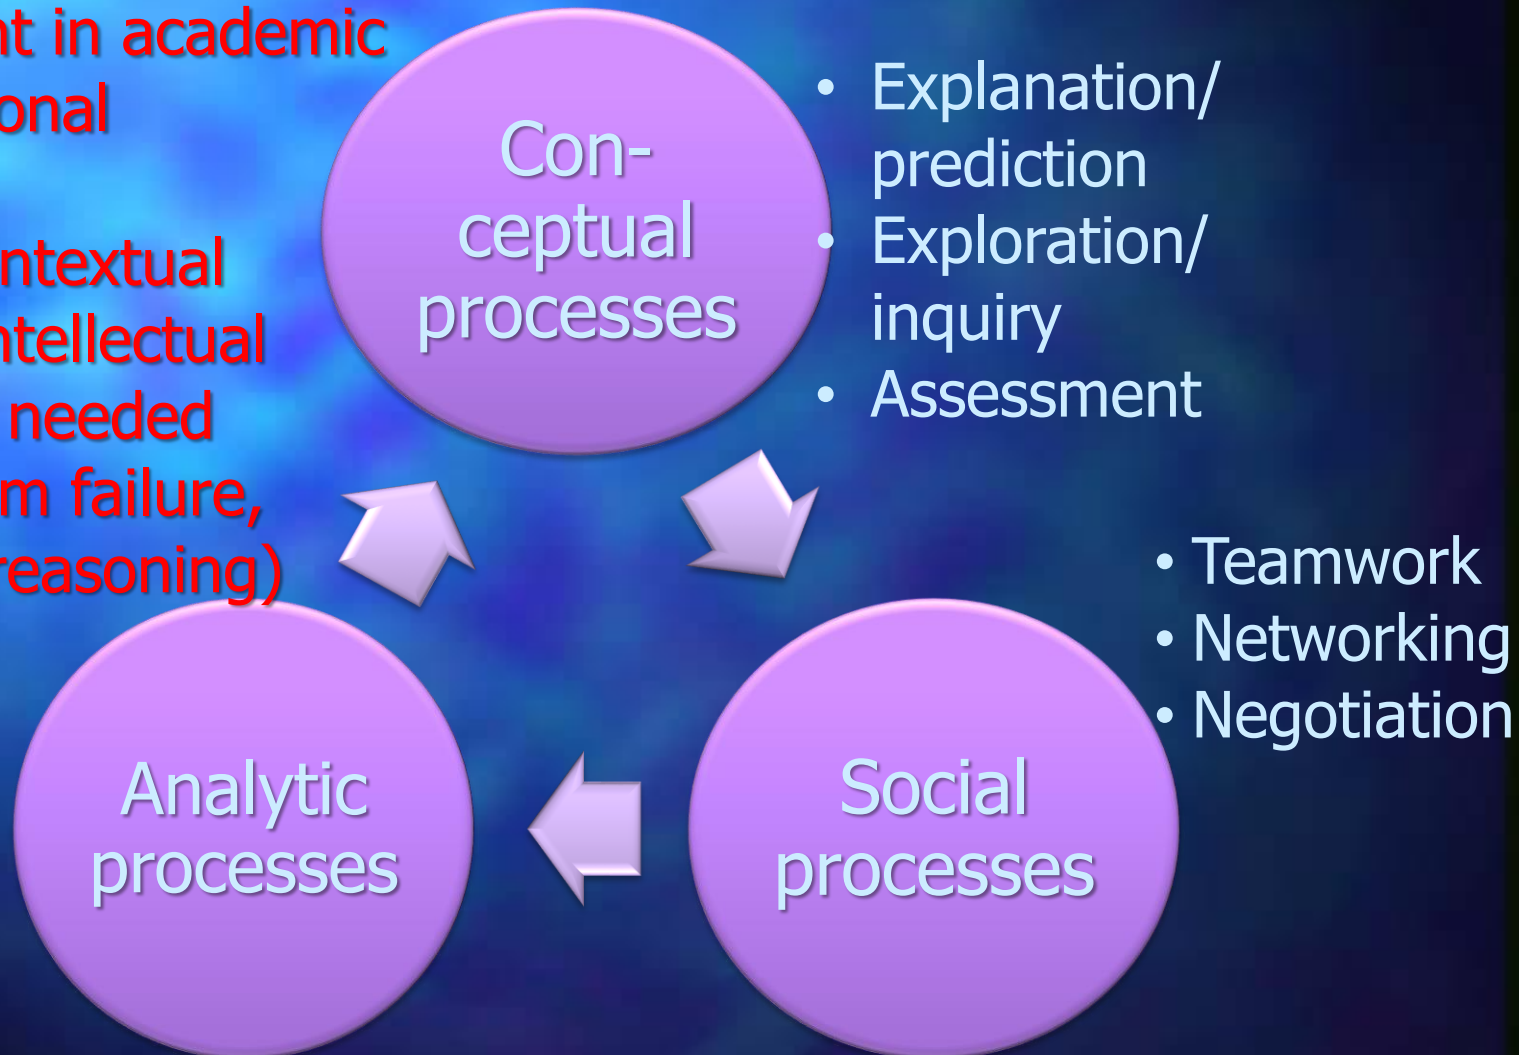 nt in academic
onal
ntextual
ntellectual
needed
m failure,
reasoning)
Con-
ceptual
processes
• Explanation/
prediction
• Exploration/
inquiry
• Assessment
• Teamwork
• Networking
• Negotiation
Social
processes
Analytic
processes